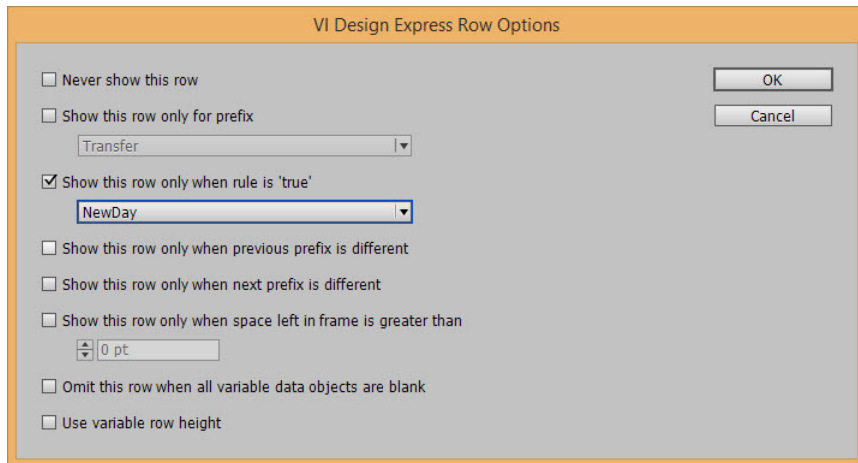 VI Design Express Row Options
Never show this row
OK
Show this row only for prefix
Cancel
Transfer
Show this row only when rule is 'true'
NewDay
Show this row only when previous prefix is different
Show this row only when next prefix is different
Show this row only when space left in frame is greater than
0 pt
Omit this row when all variable data objects are blank
Use variable row height